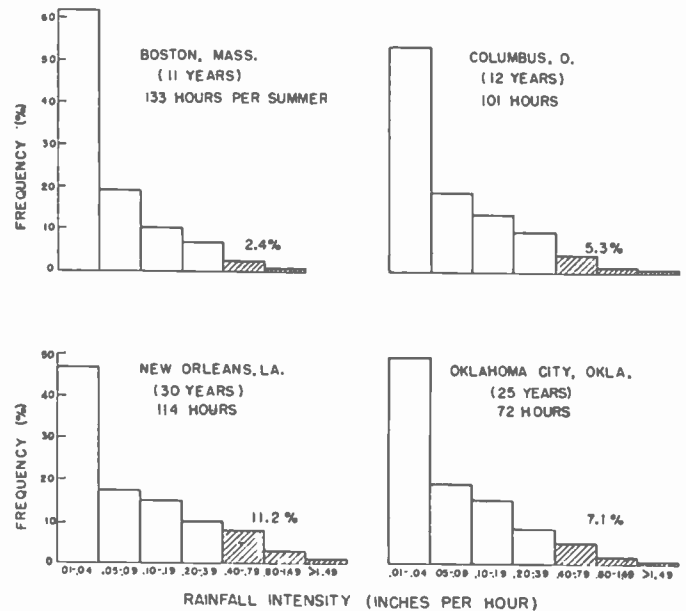 60
50
40
30
20
10
0
FREQUENCY (%)
BOSTON, MASS.
(11 YEARS)
133 HOURS PER SUMMER
2.4%
COLUMBUS, O.
(12 YEARS)
101 HOURS
5.3%
50
40
30
20
10
0
FREQUENCY (%)
NEW ORLEANS, LA.
(30 YEARS)
114 HOURS
11.2%
OKLAHOMA CITY, OKLA.
(25 YEARS)
72 HOURS
7.1%
.01-.04 .05-.09 .10-.19 .20-.39 .40-.79 .80-1.49 >1.49
.01-.04 .05-.09 .10-.19 .20-.39 .40-.79 .80-1.49 >1.49
RAINFALL INTENSITY (INCHES PER HOUR)